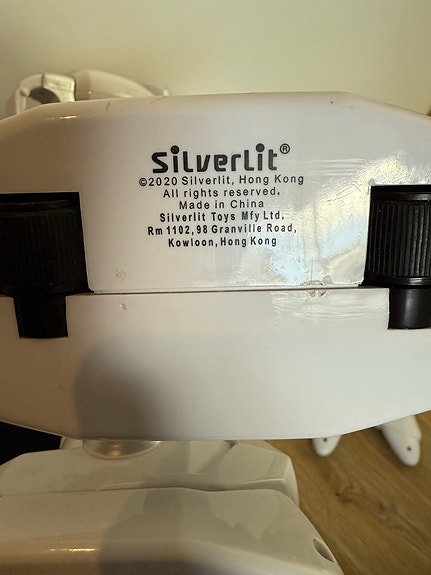 Silverlit®
©2020 Silverlit, Hong Kong
All rights reserved.
Made in China
Silverlit Toys Mfy Ltd,
Rm 1102,98 Granville Road,
Kowloon,Hong Kong